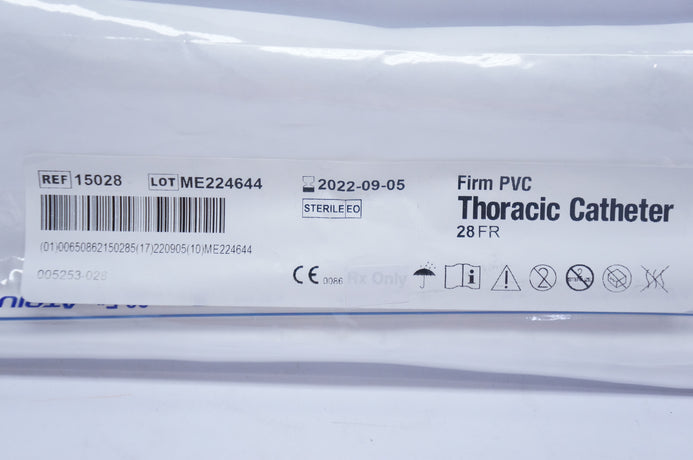 REF 15028 LOT ME224644 2022-09-05
STERILE EO
Firm PVC
Thoracic Catheter
28 FR
(01)00650862150285(17)220905(10)ME224644
005253-028
CE 0086 Rx Only